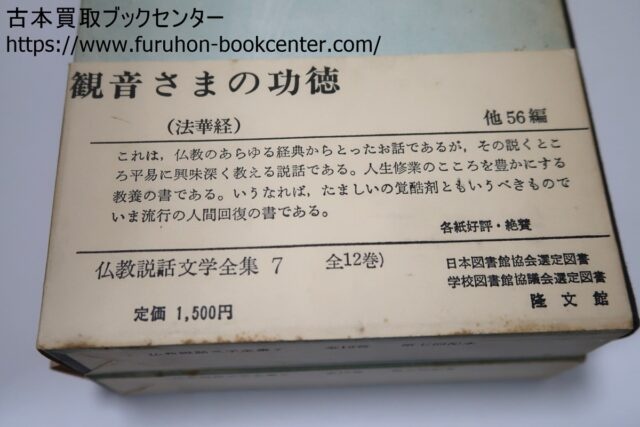 古本買取ブックセンター
https://www.furuhon-bookcenter.com/
観音さまの功徳
(法華経)
他56編
これは，仏教のあらゆる経典からとったお話であるが，その説くとこ
ろ平易に興味深く教える説話である。人生修業のこころを豊かにする
教養の書である。いうなれば，たましいの覚酷剤ともいうべきもので
いま流行の人間回復の書である。
各紙好評・絶賛
仏教説話文学全集 7 全12巻)
日本図書館協会選定図書
学校図書館協議会選定図書
定価 1,500円
隆文館